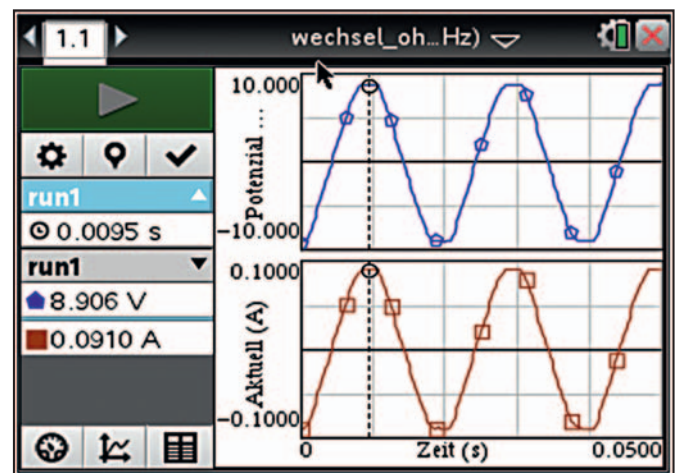 1.1
wechsel_oh…Hz)
run1
0.0095 s
run1
8.906 V
0.0910 A
10.000
Potenzial ...
-10.000
0.1000
Aktuell (A)
-0.1000
0
Zeit (s)
0.0500